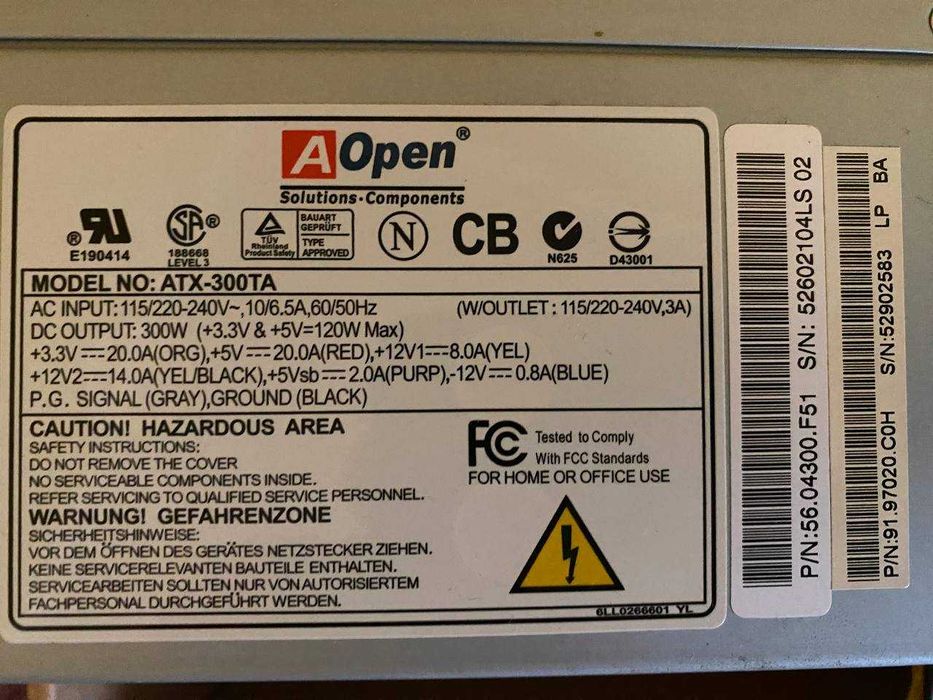 AOpen®
Solutions·Components
® RU
E190414
SA®
188668
LEVEL 3
TÜV
Rheinland
Product Safety
BAUART
GEPRÜFT
TYPE
APPROVED
N
CB
N625
D43001
MODEL NO: ATX-300TA
AC INPUT: 115/220-240V~,10/6.5A,60/50Hz (W/OUTLET : 115/220-240V,3A)
DC OUTPUT: 300W (+3.3V & +5V=120W Max)
+3.3V⎓20.0A(ORG),+5V⎓20.0A(RED),+12V1⎓8.0A(YEL)
+12V2⎓14.0A(YEL/BLACK),+5Vsb⎓2.0A(PURP),-12V⎓0.8A(BLUE)
P.G. SIGNAL (GRAY),GROUND (BLACK)
CAUTION! HAZARDOUS AREA
SAFETY INSTRUCTIONS:
DO NOT REMOVE THE COVER
NO SERVICEABLE COMPONENTS INSIDE.
REFER SERVICING TO QUALIFIED SERVICE PERSONNEL.
WARNUNG! GEFAHRENZONE
SICHERHEITSHINWEISE:
VOR DEM ÖFFNEN DES GERÄTES NETZSTECKER ZIEHEN.
KEINE SERVICERELEVANTEN BAUTEILE ENTHALTEN.
SERVICEARBEITEN SOLLTEN NUR VON AUTORISIERTEM
FACHPERSONAL DURCHGEFÜHRT WERDEN.
FC Tested to Comply
With FCC Standards
FOR HOME OR OFFICE USE
6LL0266601 YL
P/N:56.04300.F51 S/N: 52602104LS 02
P/N:91.97020.C0H S/N:52902583 LP BA